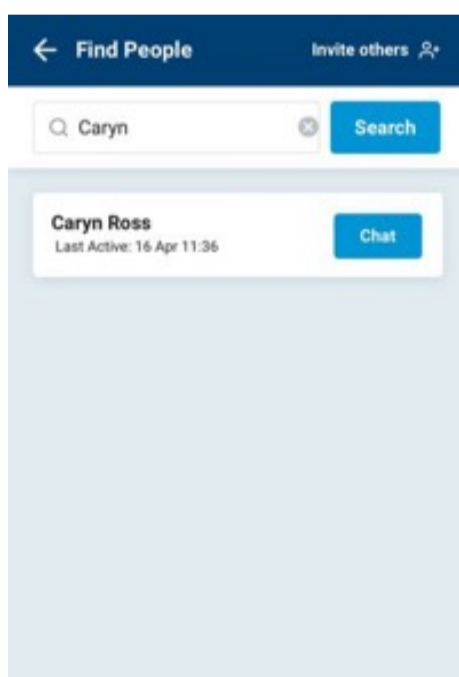 Find People
Invite others
Caryn
Search
Caryn Ross
Last Active: 16 Apr 11:36
Chat